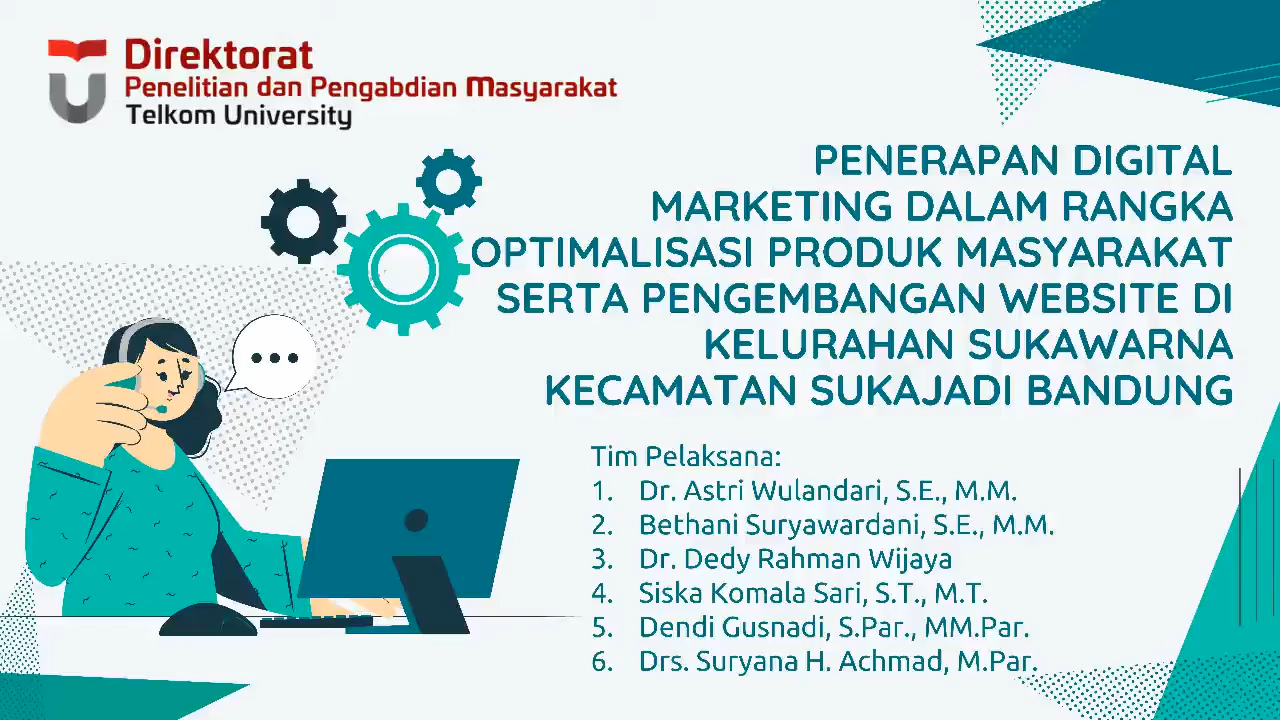 Direktorat
Penelitian dan Pengabdian Masyarakat
Telkom University
PENERAPAN DIGITAL
MARKETING DALAM RANGKA
OPTIMALISASI PRODUK MASYARAKAT
SERTA PENGEMBANGAN WEBSITE DI
KELURAHAN SUKAWARNA
KECAMATAN SUKAJADI BANDUNG
Tim Pelaksana:
1. Dr. Astri Wulandari, S.E., M.M.
2. Bethani Suryawardani, S.E., M.M.
3. Dr. Dedy Rahman Wijaya
4. Siska Komala Sari, S.T., M.T.
5. Dendi Gusnadi, S.Par., MM.Par.
6. Drs. Suryana H. Achmad, M.Par.